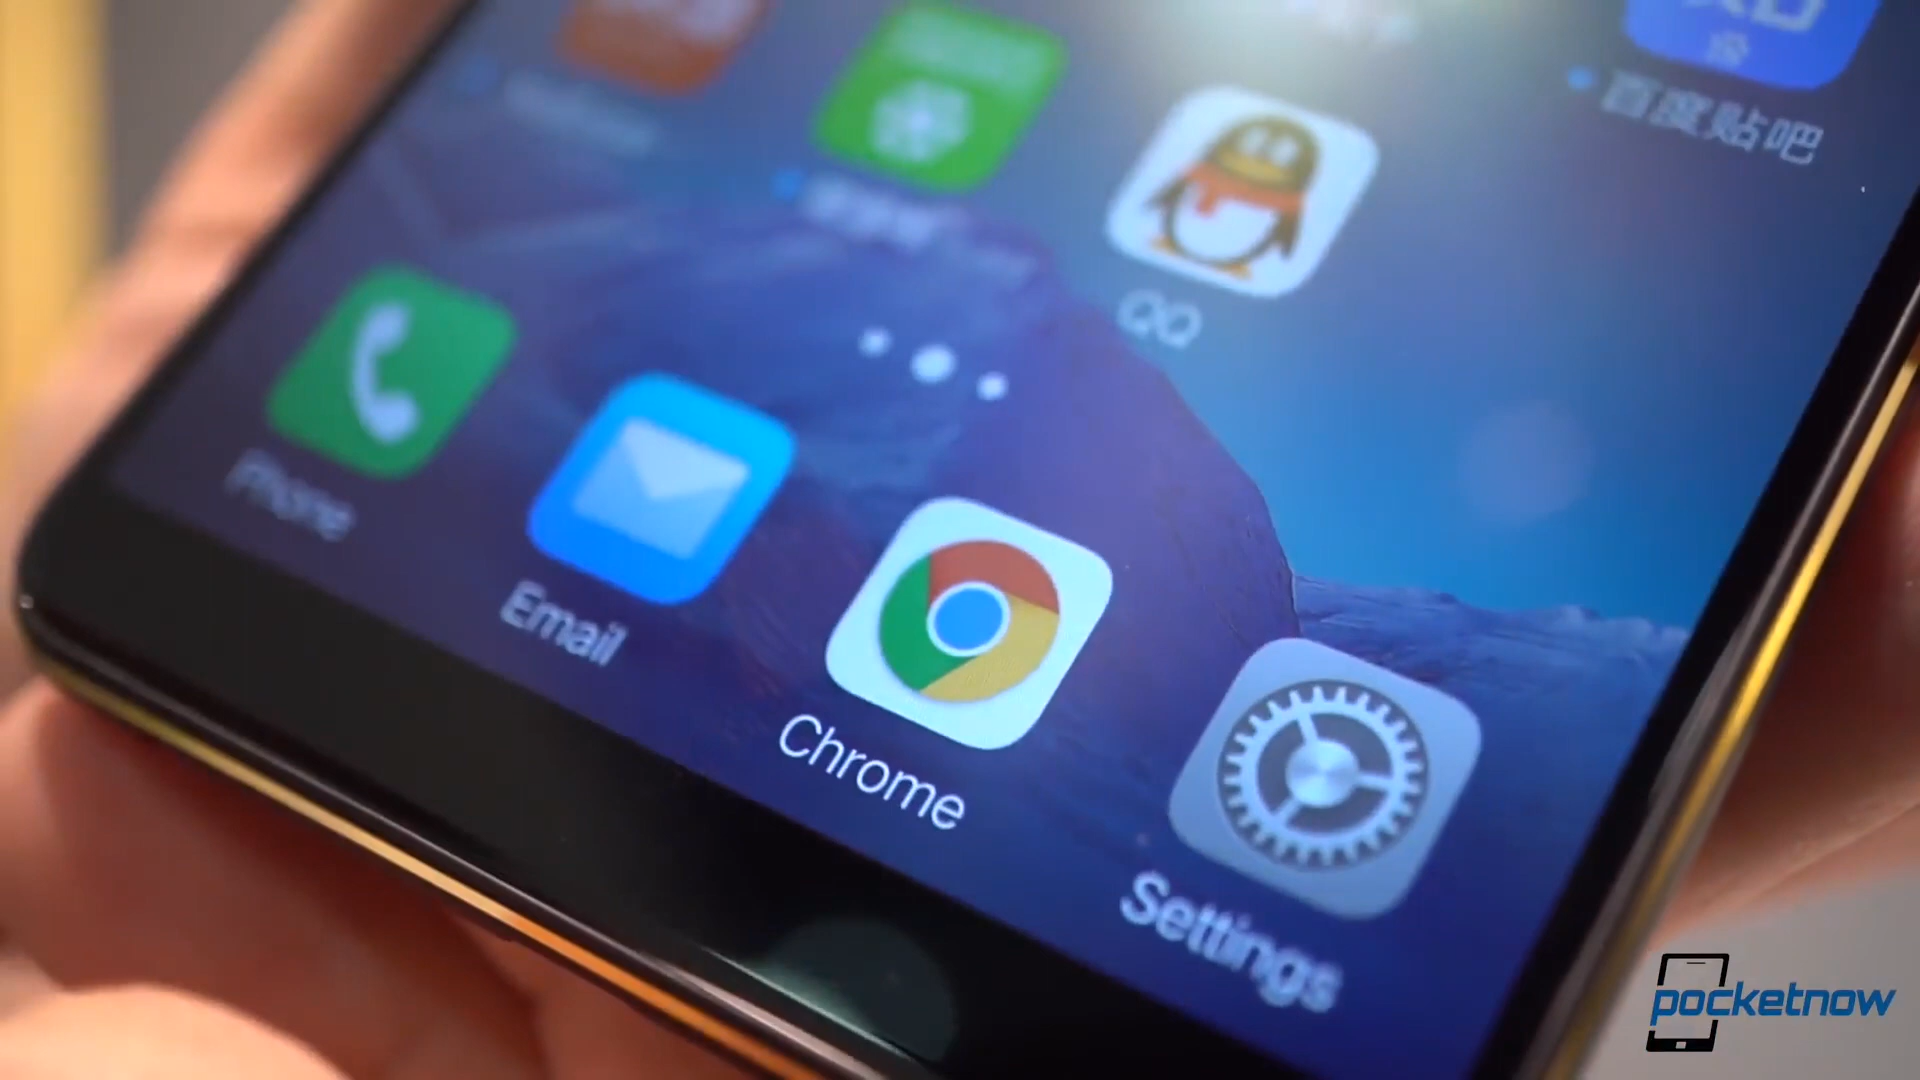 百度贴吧
QQ
Phone
Email
Chrome
Settings
pocketnow